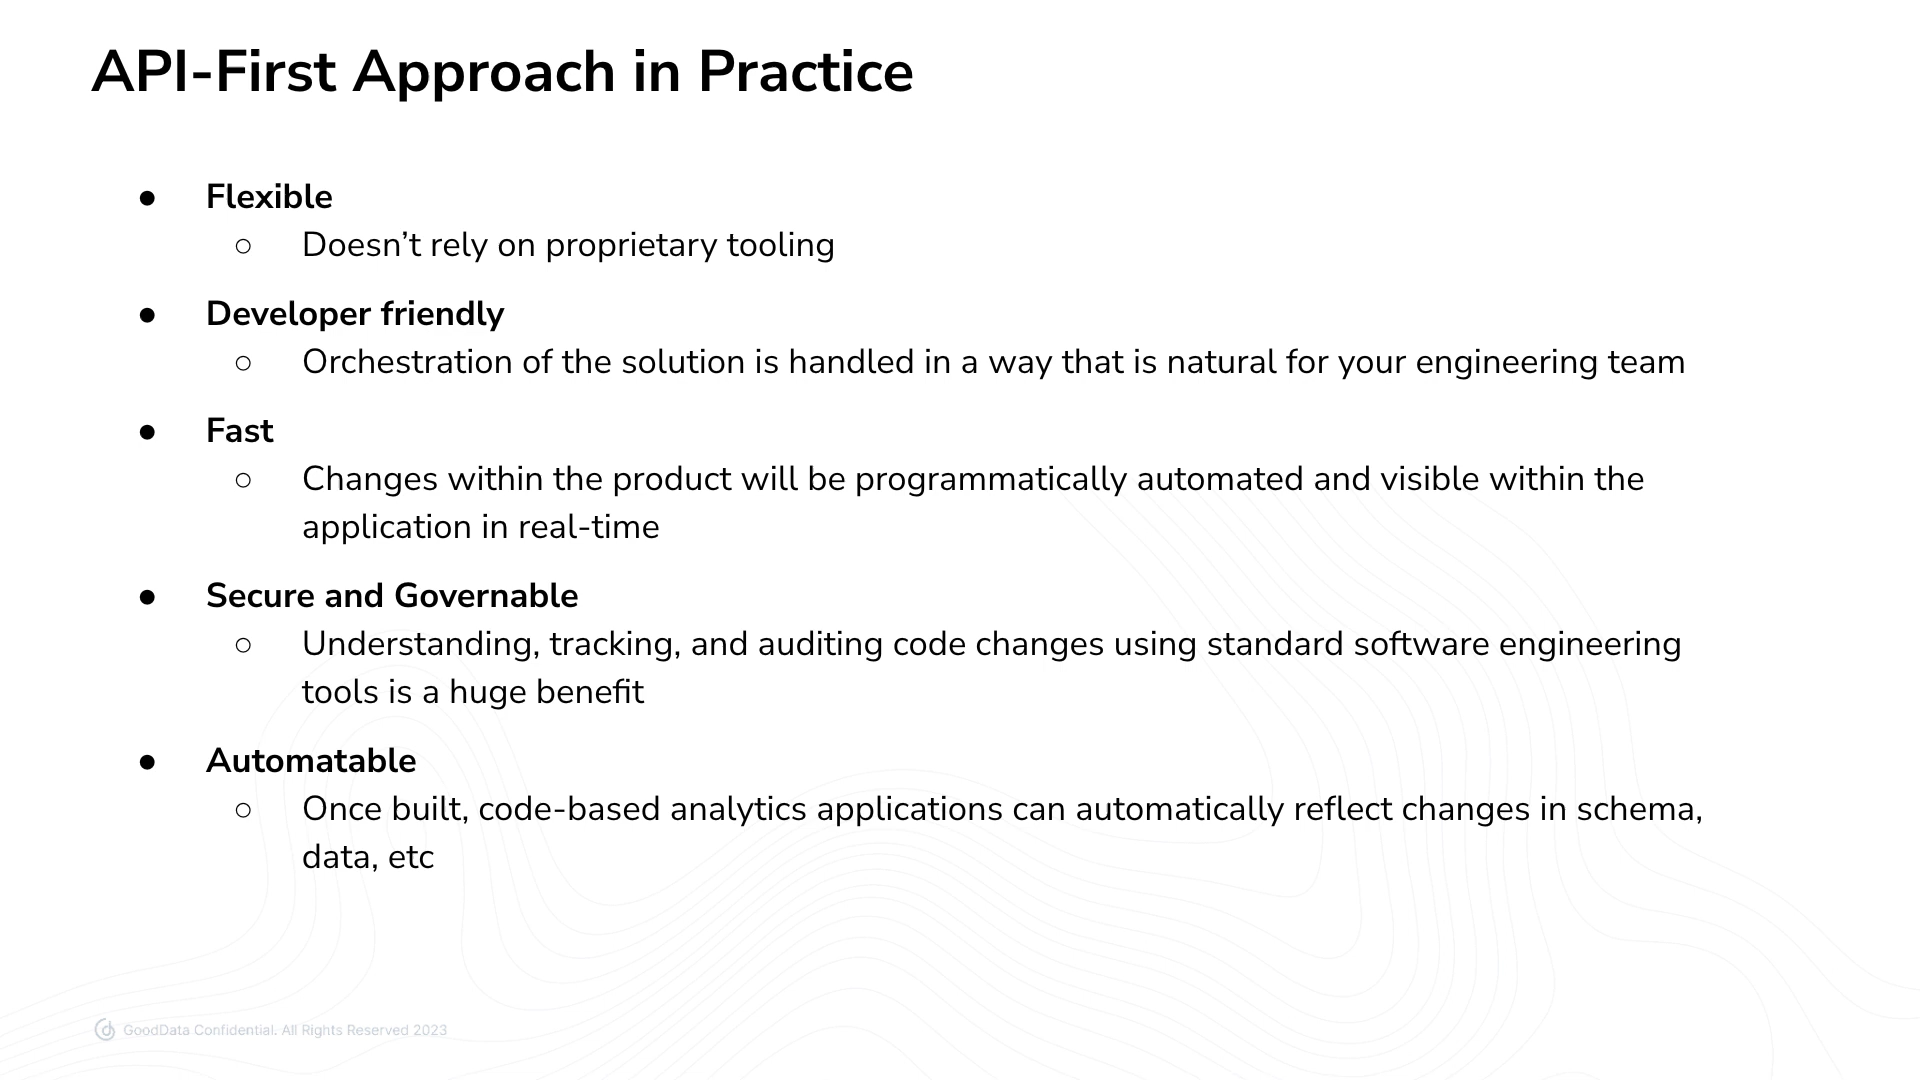 API-First Approach in Practice
● Flexible
○ Doesn’t rely on proprietary tooling
● Developer friendly
○ Orchestration of the solution is handled in a way that is natural for your engineering team
● Fast
○ Changes within the product will be programmatically automated and visible within the
application in real-time
● Secure and Governable
○ Understanding, tracking, and auditing code changes using standard software engineering
tools is a huge benefit
● Automatable
○ Once built, code-based analytics applications can automatically reflect changes in schema,
data, etc
GoodData Confidential. All Rights Reserved 2023